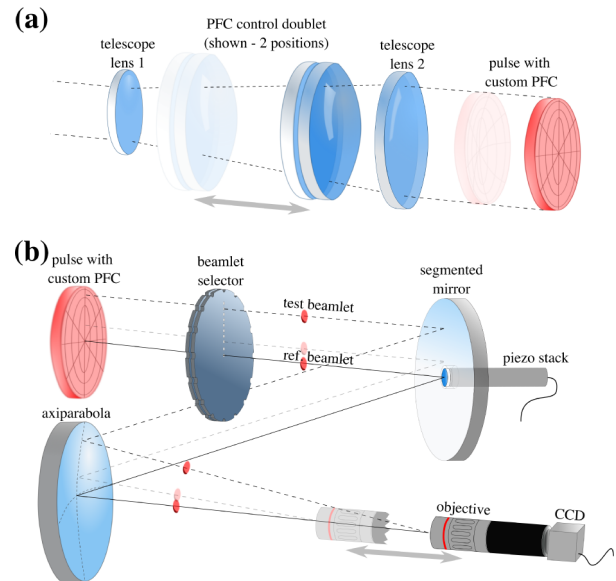 (a)
PFC control doublet
(shown - 2 positions)
telescope
lens 1
telescope
lens 2
pulse with
custom PFC
(b)
pulse with
custom PFC
beamlet
selector
segmented
mirror
test beamlet
ref beamlet
piezo stack
axiparabola
objective
CCD